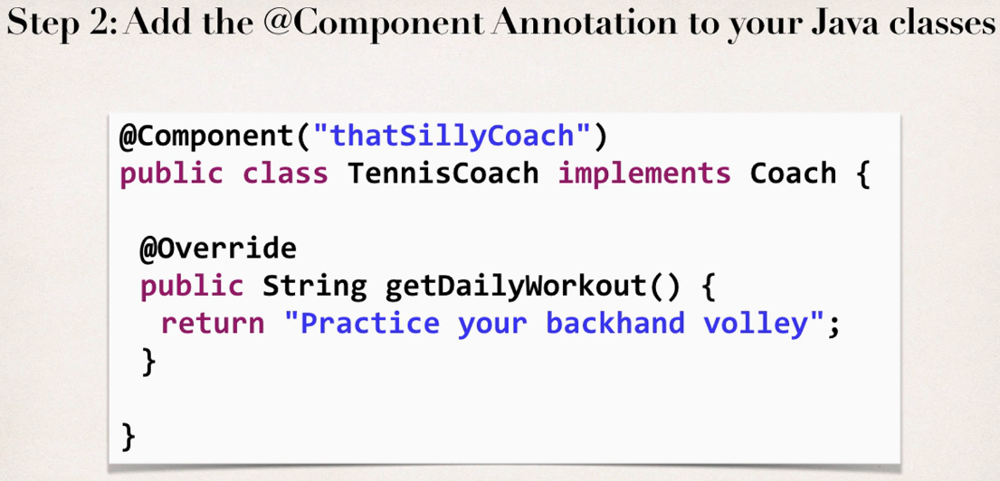 Step 2: Add the @Component Annotation to your Java classes
@Component("thatSillyCoach")
public class TennisCoach implements Coach {
@Override
public String getDailyWorkout() {
return "Practice your backhand volley";
}
}